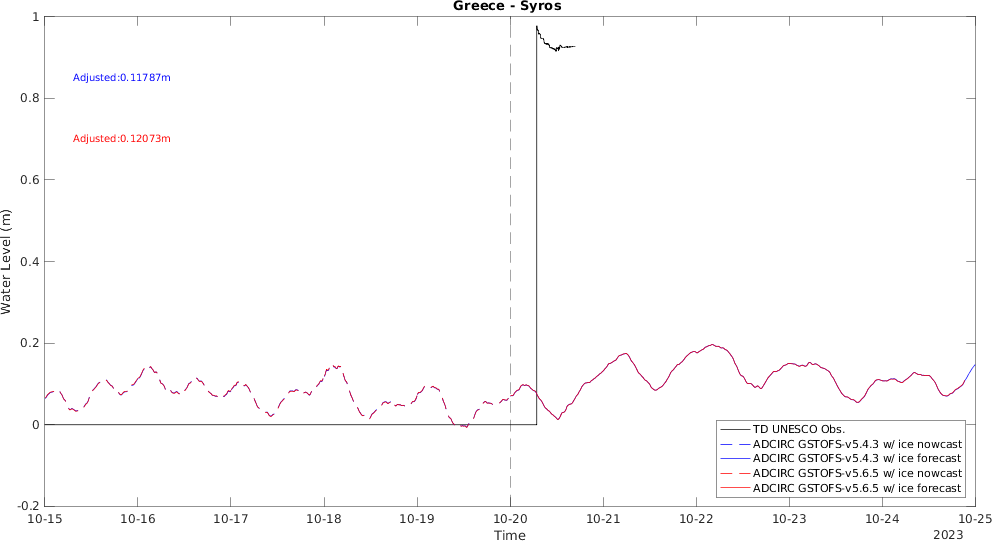 Greece - Syros
1
0.8
0.6
0.4
0.2
0
-0.2
Water Level (m)
Adjusted:0.11787m
Adjusted:0.12073m
TD UNESCO Obs.
ADCIRC GSTOFS-v5.4.3 w/ ice nowcast
ADCIRC GSTOFS-v5.4.3 w/ ice forecast
ADCIRC GSTOFS-v5.6.5 w/ ice nowcast
ADCIRC GSTOFS-v5.6.5 w/ ice forecast
10-15 10-16 10-17 10-18 10-19 10-20 10-21 10-22 10-23 10-24 10-25
Time
2023